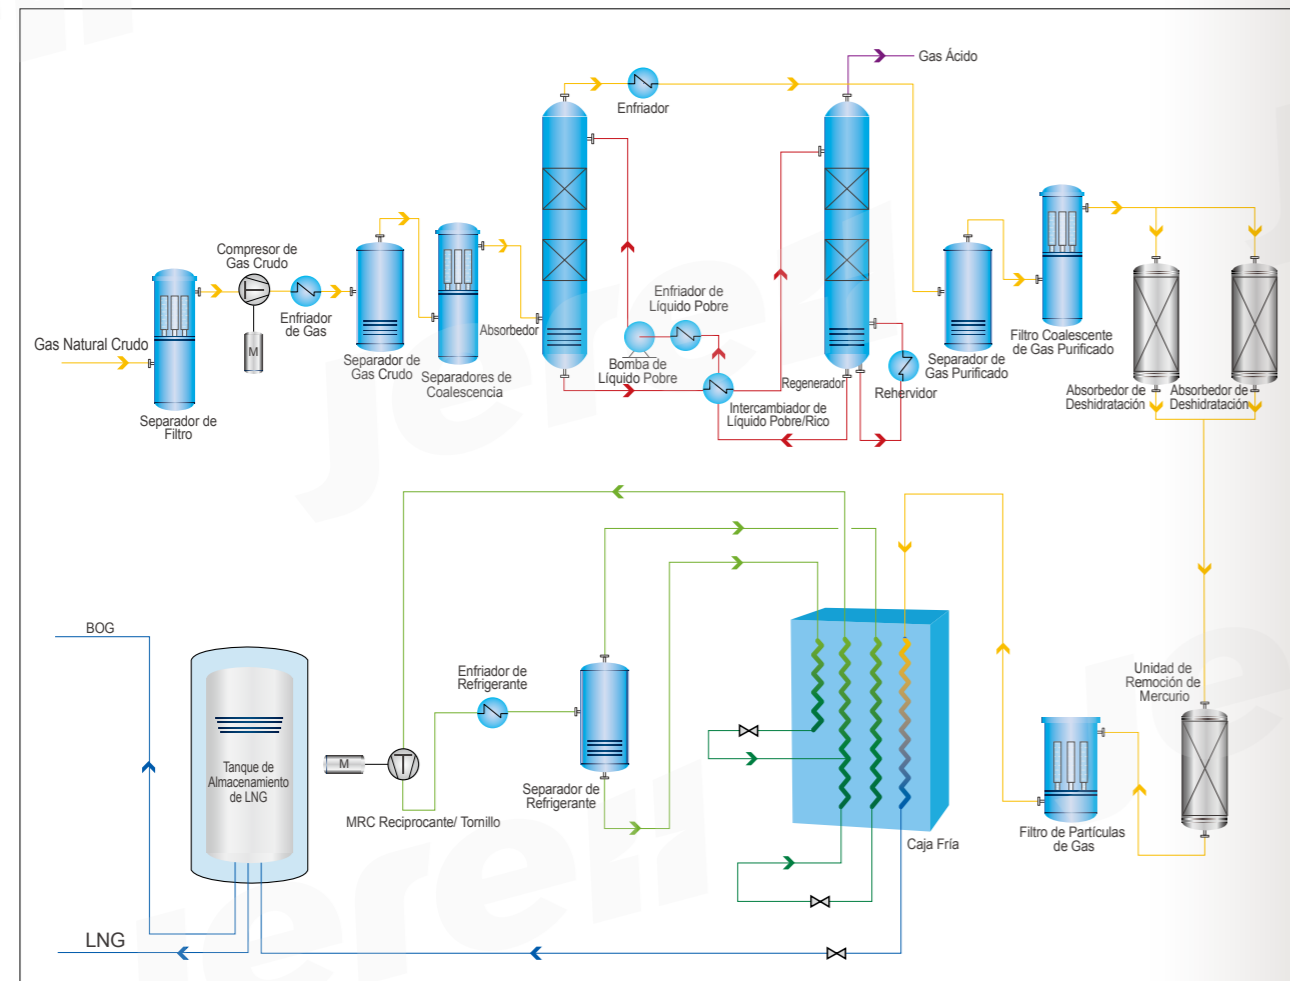 Gas Ácido
Enfriador
Compresor de
Gas Crudo
Gas Natural Crudo
M
Enfriador
de Gas
Separador de
Filtro
Separador de
Gas Crudo
Separadores de
Coalescencia
Absorbedor
Enfriador de
Líquido Pobre
Bomba de
Líquido Pobre
Intercambiador de
Líquido Pobre/Rico
Regenerador
Rehervidor
Separador de
Gas Purificado
Filtro Coalescente
de Gas Purificado
Absorbedor de
Deshidratación
Absorbedor de
Deshidratación
BOG
Tanque de
Almacenamiento
de LNG
LNG
M
MRC Reciprocante/ Tornillo
Enfriador de
Refrigerante
Separador de
Refrigerante
Caja Fría
Unidad de
Remoción de
Mercurio
Filtro de Partículas
de Gas
jereh
jereh